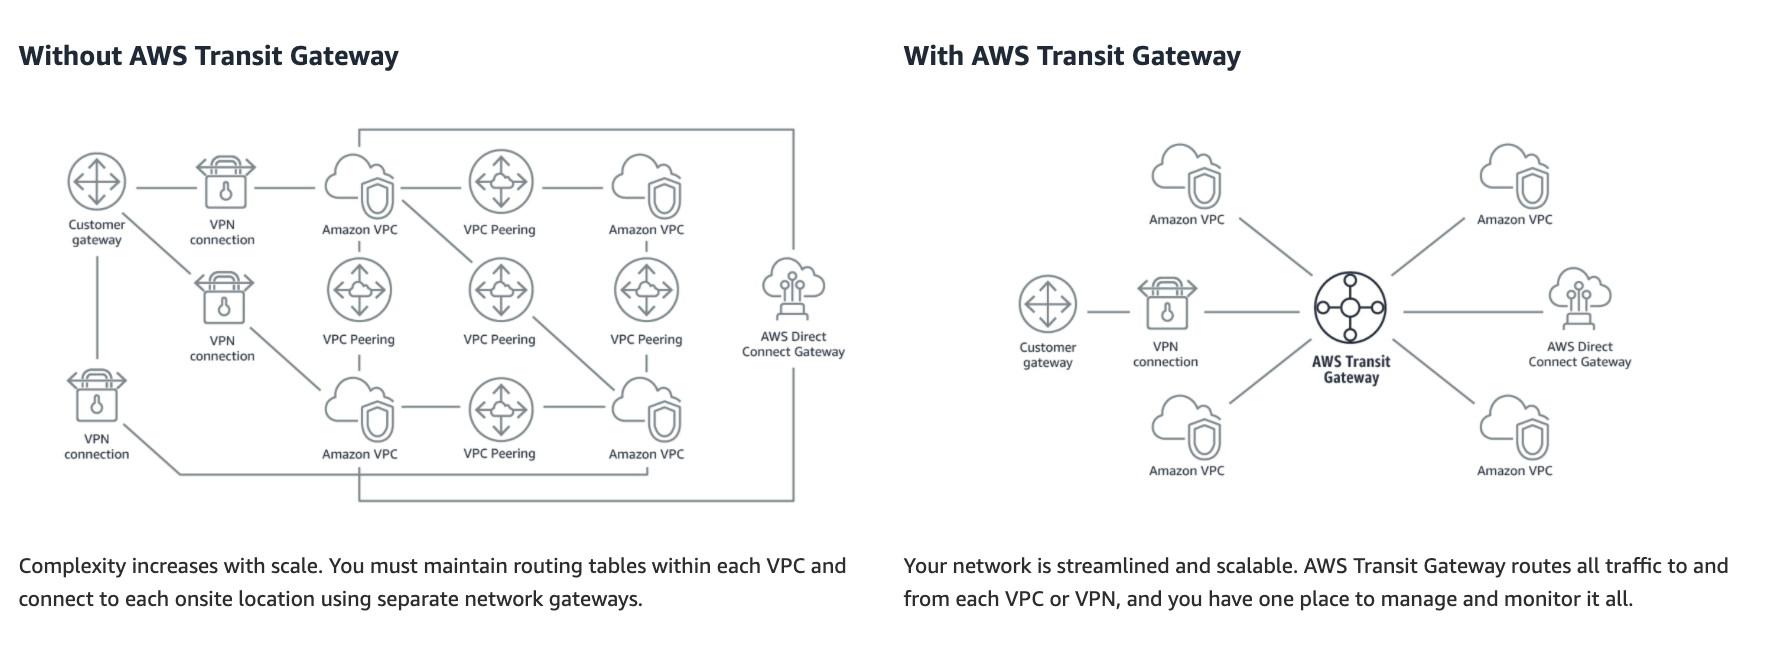 Without AWS Transit Gateway
Customer
gateway
VPN
connection
Amazon VPC
VPC Peering
Amazon VPC
VPN
connection
VPC Peering
VPC Peering
VPC Peering
AWS Direct
Connect Gateway
VPN
connection
Amazon VPC
VPC Peering
Amazon VPC
Complexity increases with scale. You must maintain routing tables within each VPC and
connect to each onsite location using separate network gateways.
With AWS Transit Gateway
Amazon VPC
Amazon VPC
Customer
gateway
VPN
connection
AWS Transit
Gateway
AWS Direct
Connect Gateway
Amazon VPC
Amazon VPC
Your network is streamlined and scalable. AWS Transit Gateway routes all traffic to and
from each VPC or VPN, and you have one place to manage and monitor it all.